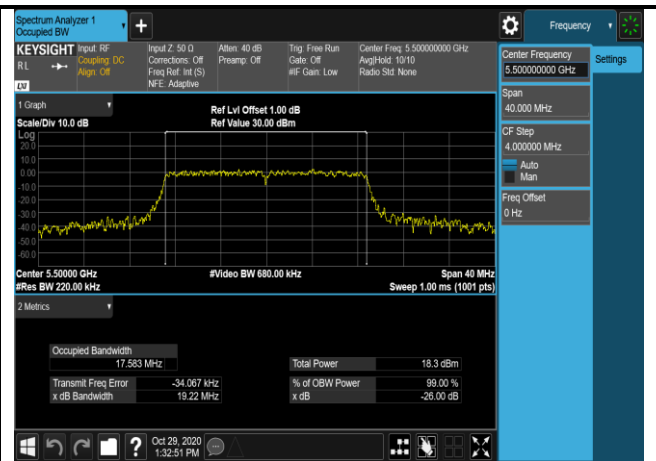 Spectrum Analyzer 1
Occupied BW
Frequency
KEYSIGHT
RL
LXI
Input: RF
Coupling: DC
Align: Off
Input Z: 50 Ω
Corrections: Off
Freq Ref: Int (S)
NFE: Adaptive
Atten: 40 dB
Preamp: Off
Trig: Free Run
Gate: Off
#IF Gain: Low
Center Freq: 5.500000000 GHz
Avg|Hold: 10/10
Radio Std: None
Center Frequency
5.500000000 GHz
Settings
Span
40.000 MHz
CF Step
4.000000 MHz
Auto
Man
Freq Offset
0 Hz
1 Graph
Scale/Div 10.0 dB
Ref Lvl Offset 1.00 dB
Ref Value 30.00 dBm
Log
20.0
10.0
0.00
-10.0
-20.0
-30.0
-40.0
-50.0
-60.0
Center 5.50000 GHz
#Res BW 220.00 kHz
#Video BW 680.00 kHz
Span 40 MHz
Sweep 1.00 ms (1001 pts)
2 Metrics
Occupied Bandwidth
17.583 MHz
Transmit Freq Error -34.067 kHz
x dB Bandwidth 19.22 MHz
Total Power 18.3 dBm
% of OBW Power 99.00 %
x dB -26.00 dB
Oct 29, 2020
1:32:51 PM